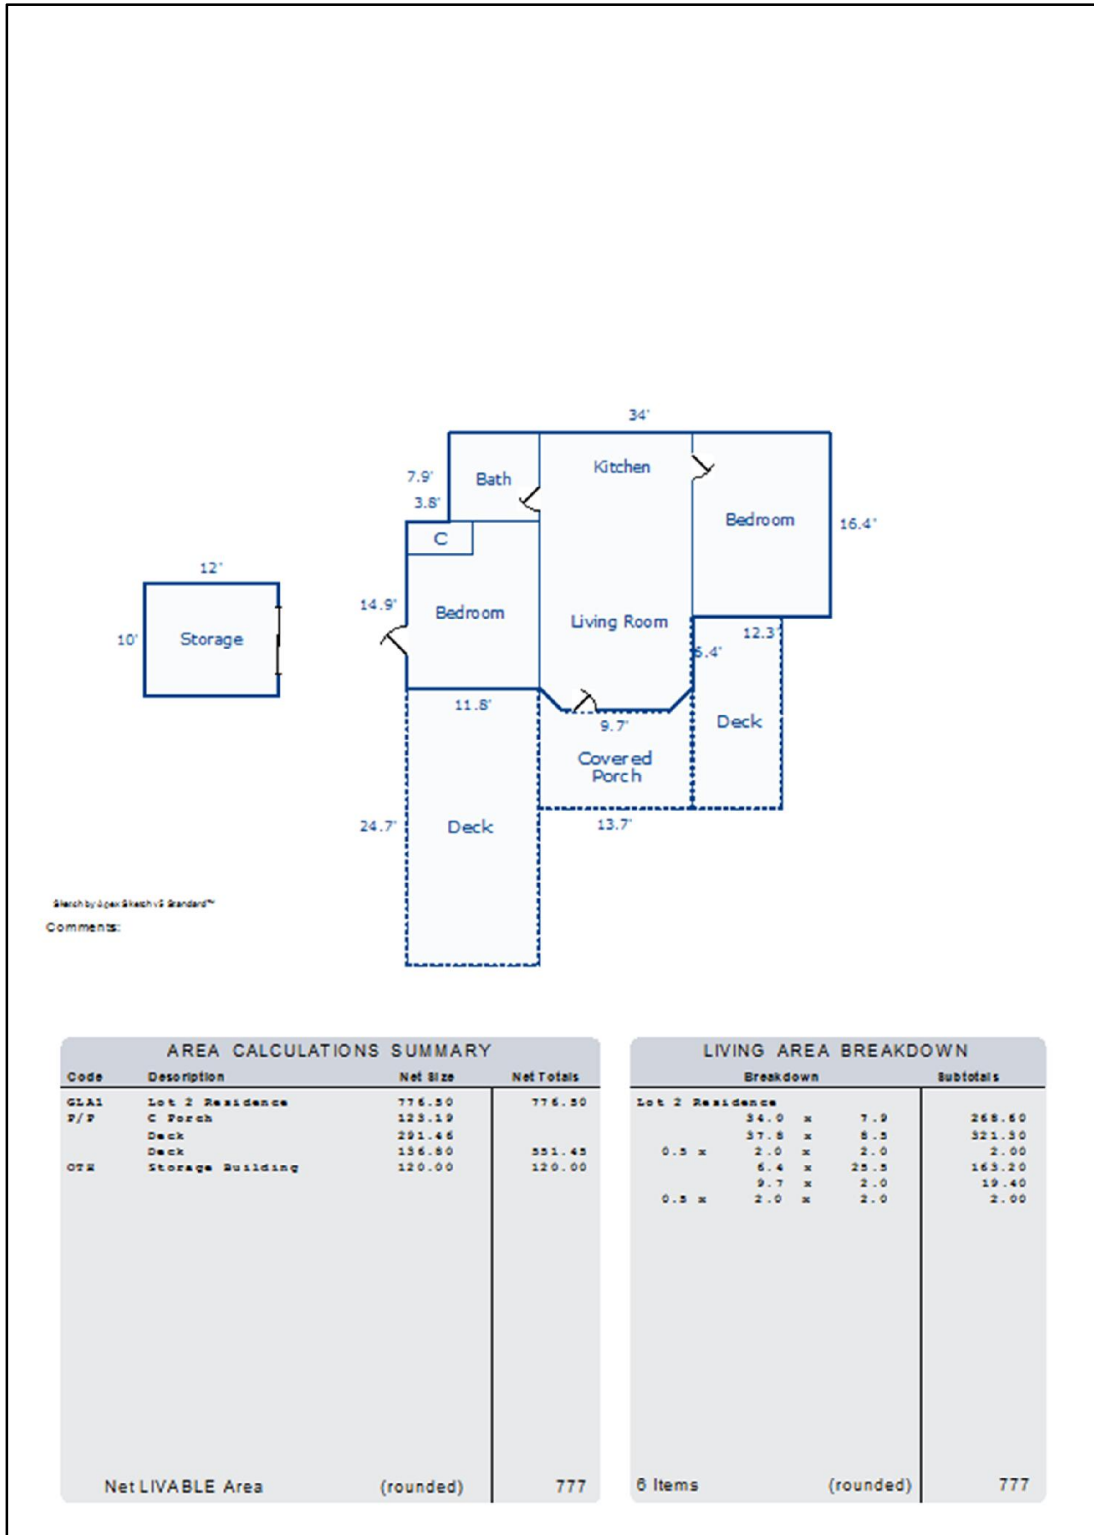 34'
7.9'
Bath
Kitchen
3.8'
Bedroom
16.4'
C
12'
14.9'
Bedroom
Living Room
12.3'
10'
Storage
11.8'
9.7'
Deck
Covered
Porch
24.7'
Deck
13.7'
Sketch by Apex Sketch v5 Standard™
Comments:
AREA CALCULATIONS SUMMARY
Code Description Net Size Net Totals
GLA1 Lot 2 Residence 776.50 776.50
P/P C Porch 123.19
Deck 291.46
Deck 136.80 551.45
OTH Storage Building 120.00 120.00
Net LIVABLE Area (rounded) 777
LIVING AREA BREAKDOWN
Breakdown Subtotals
Lot 2 Residence
34.0 x 7.9 268.60
37.8 x 8.5 321.30
0.5 x 2.0 x 2.0 2.00
6.4 x 25.5 163.20
9.7 x 2.0 19.40
0.5 x 2.0 x 2.0 2.00
6 Items (rounded) 777